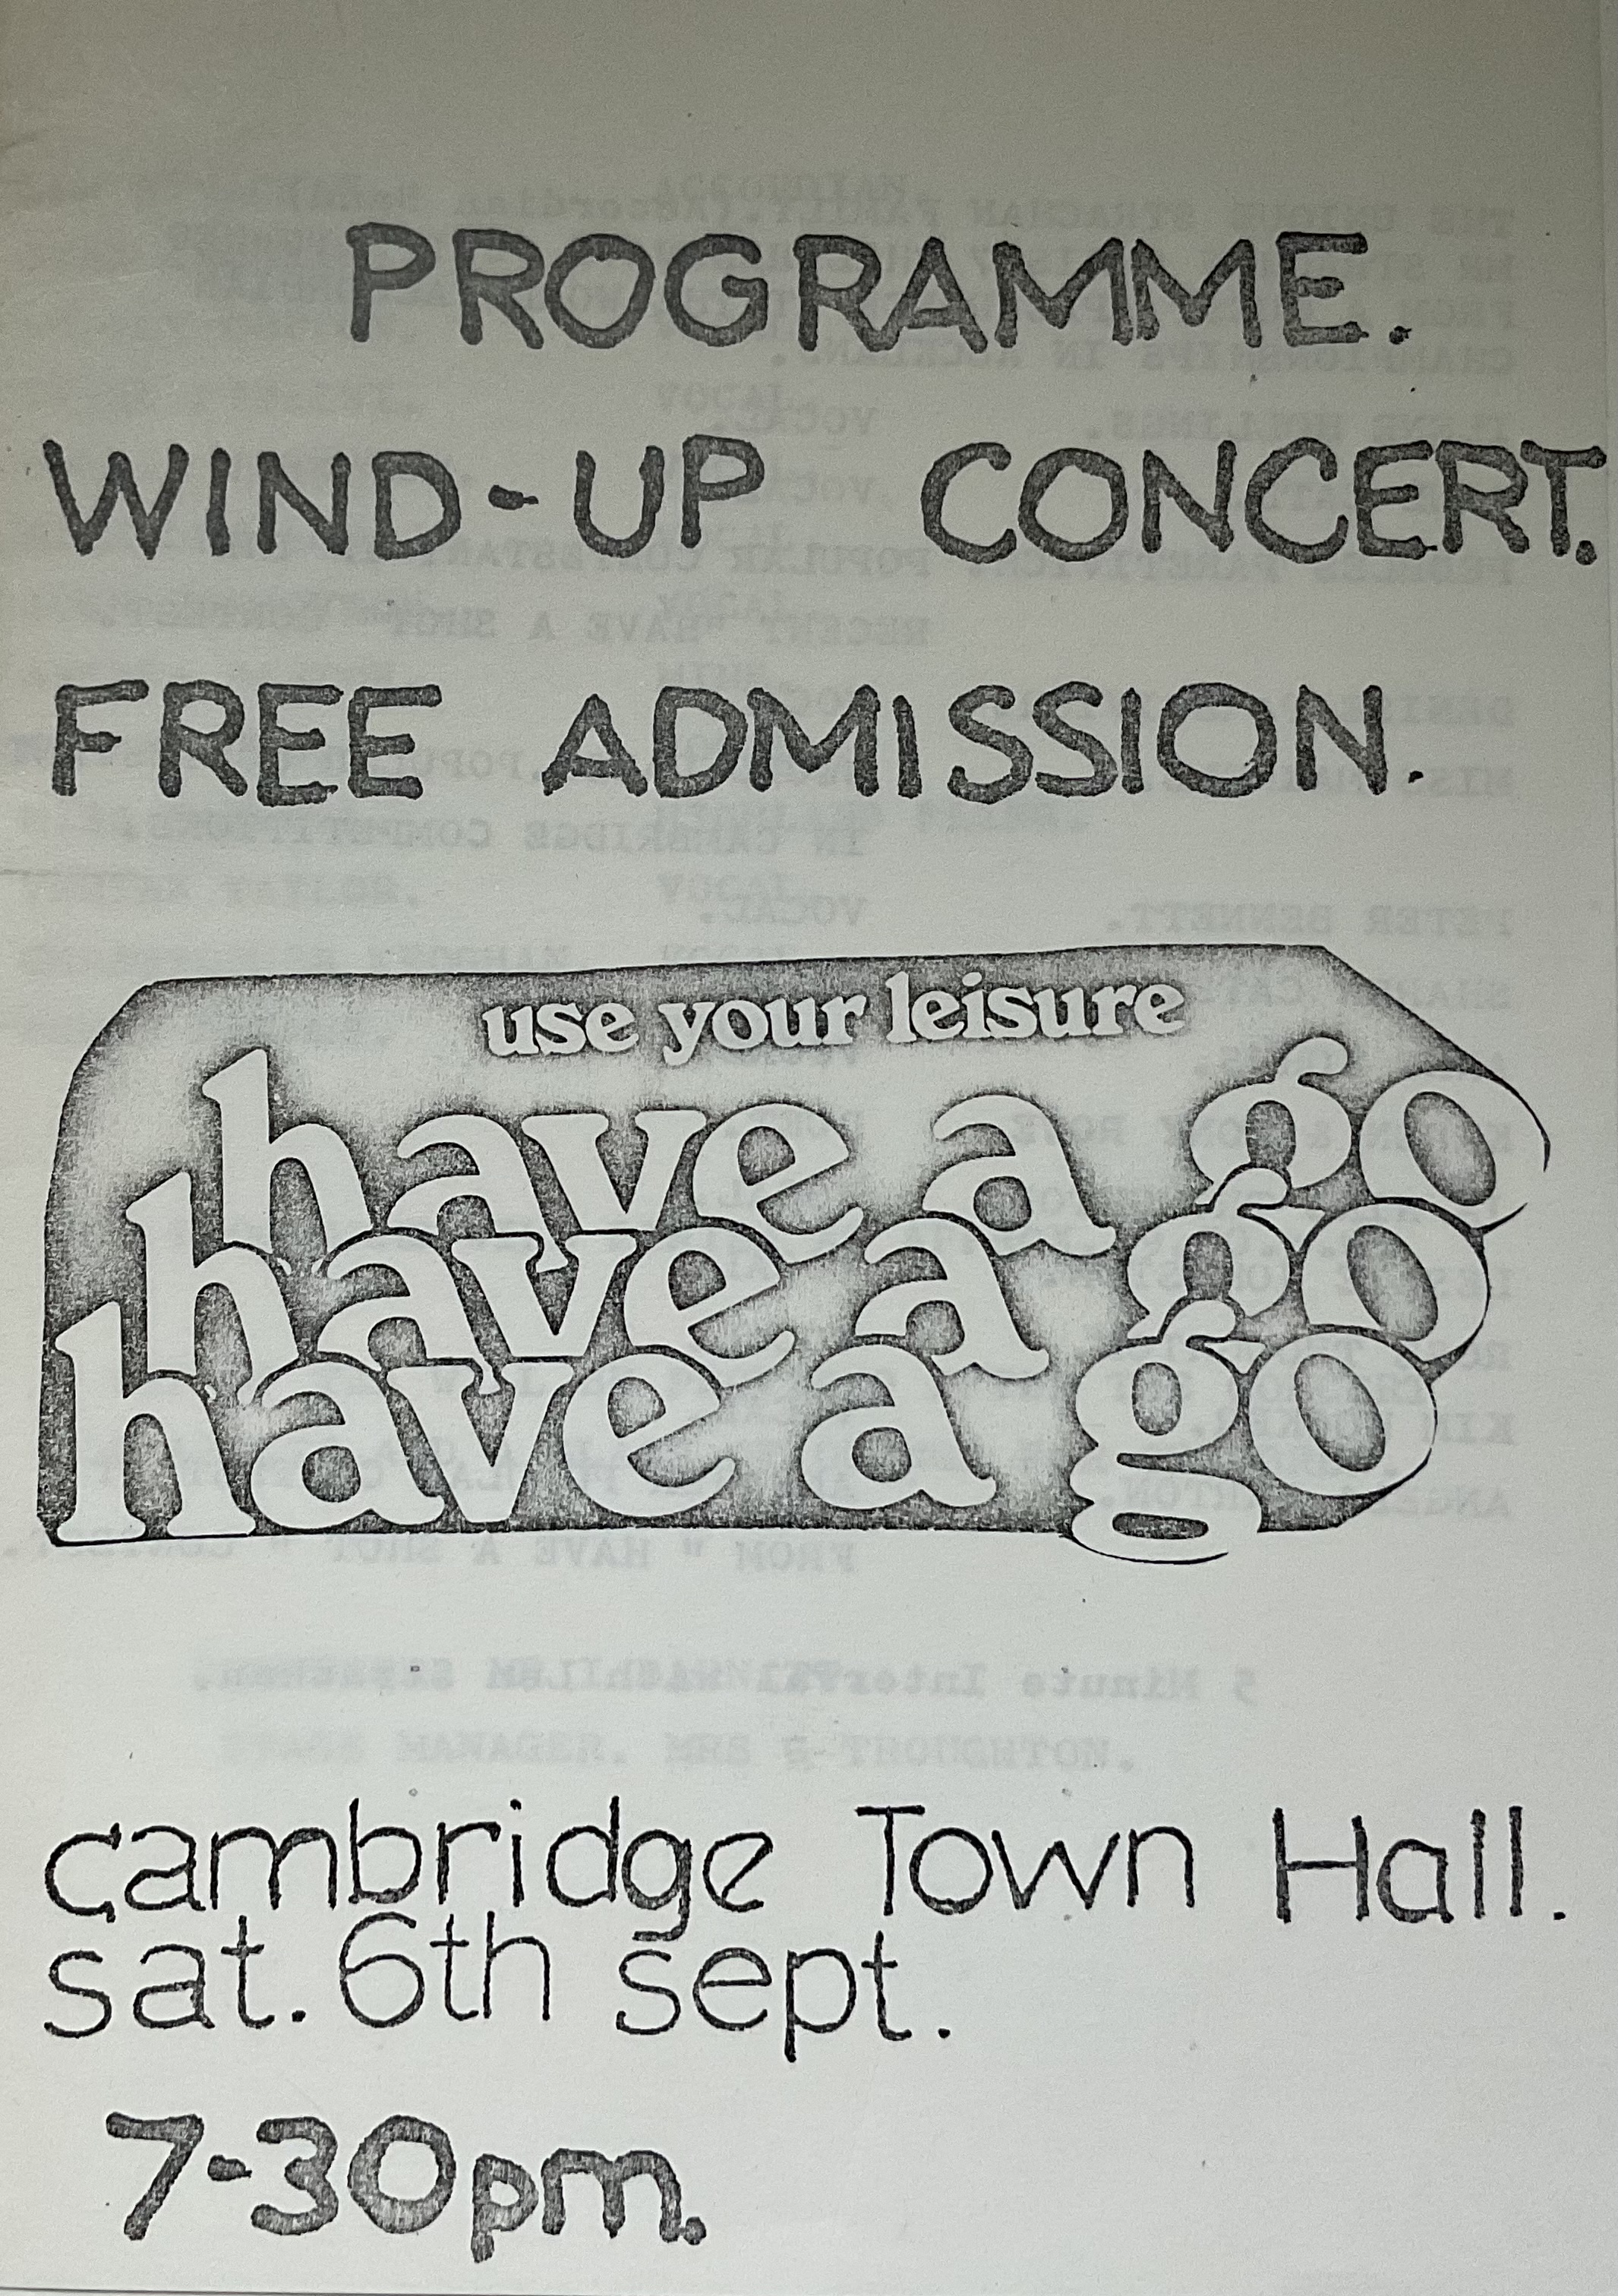 PROGRAMME.
WIND-UP CONCERT.
FREE ADMISSION.
use your leisure
have a go
have a go
have a go
cambridge Town Hall.
sat. 6th sept.
7-30pm.